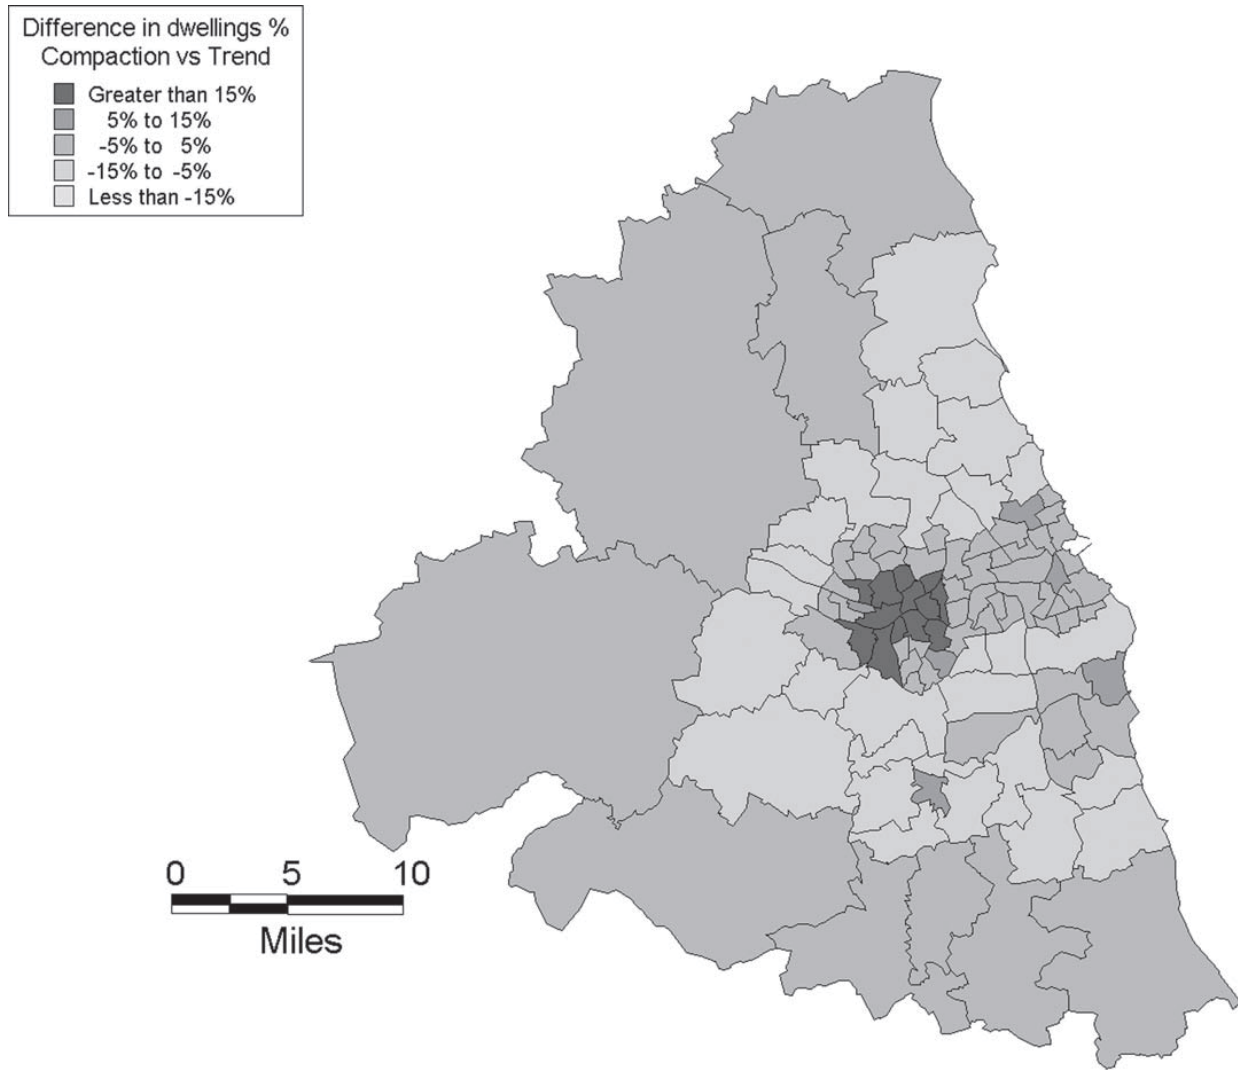 Difference in dwellings %
Compaction vs Trend
Greater than 15%
5% to 15%
-5% to 5%
-15% to -5%
Less than -15%
0 5 10
Miles